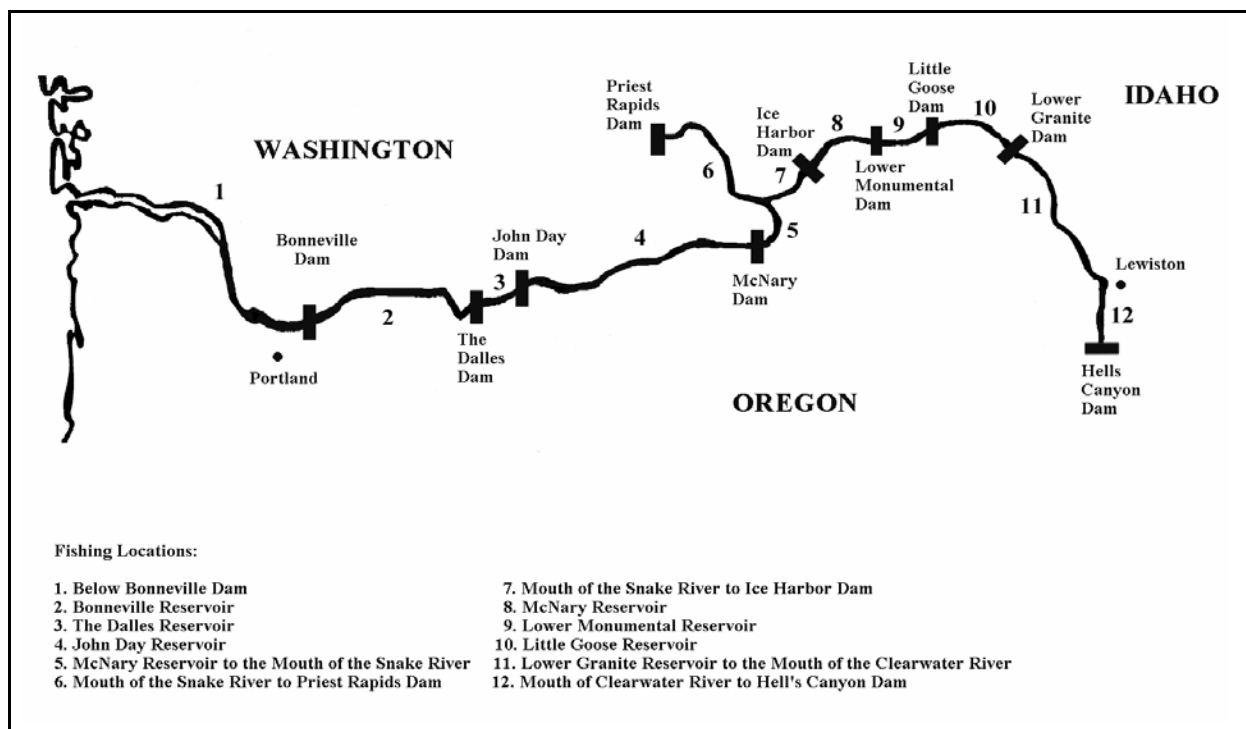 Little
Goose
Dam
10
IDAHO
Priest
Rapids
Dam
Lower
Granite
Dam
Ice
Harbor
Dam
8
9
WASHINGTON
6
7
Lower
Monumental
Dam
1
11
Bonneville
Dam
John Day
Dam
4
5
3
McNary
Dam
Lewiston
2
12
The
Dalles
Dam
Portland
Hells
Canyon
Dam
OREGON
Fishing Locations:
1. Below Bonneville Dam
2. Bonneville Reservoir
3. The Dalles Reservoir
4. John Day Reservoir
5. McNary Reservoir to the Mouth of the Snake River
6. Mouth of the Snake River to Priest Rapids Dam
7. Mouth of the Snake River to Ice Harbor Dam
8. McNary Reservoir
9. Lower Monumental Reservoir
10. Little Goose Reservoir
11. Lower Granite Reservoir to the Mouth of the Clearwater River
12. Mouth of Clearwater River to Hell's Canyon Dam